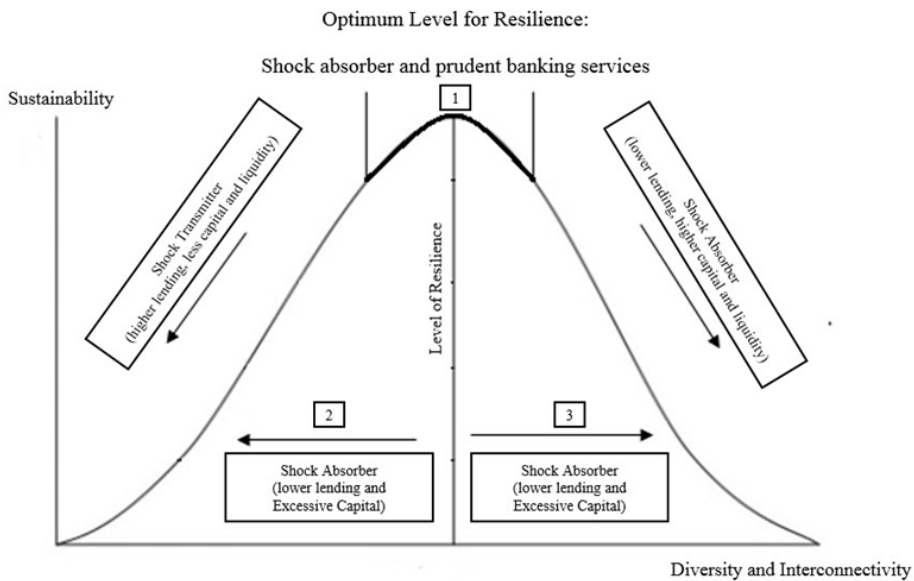 Optimum Level for Resilience:
Shock absorber and prudent banking services
Sustainability
1
Shock Transmitter
(higher lending, less capital and liquidity)
Shock Absorber
(lower lending, higher capital and liquidity)
Level of Resilience
2
3
Shock Absorber
(lower lending and
Excessive Capital)
Shock Absorber
(lower lending and
Excessive Capital)
Diversity and Interconnectivity